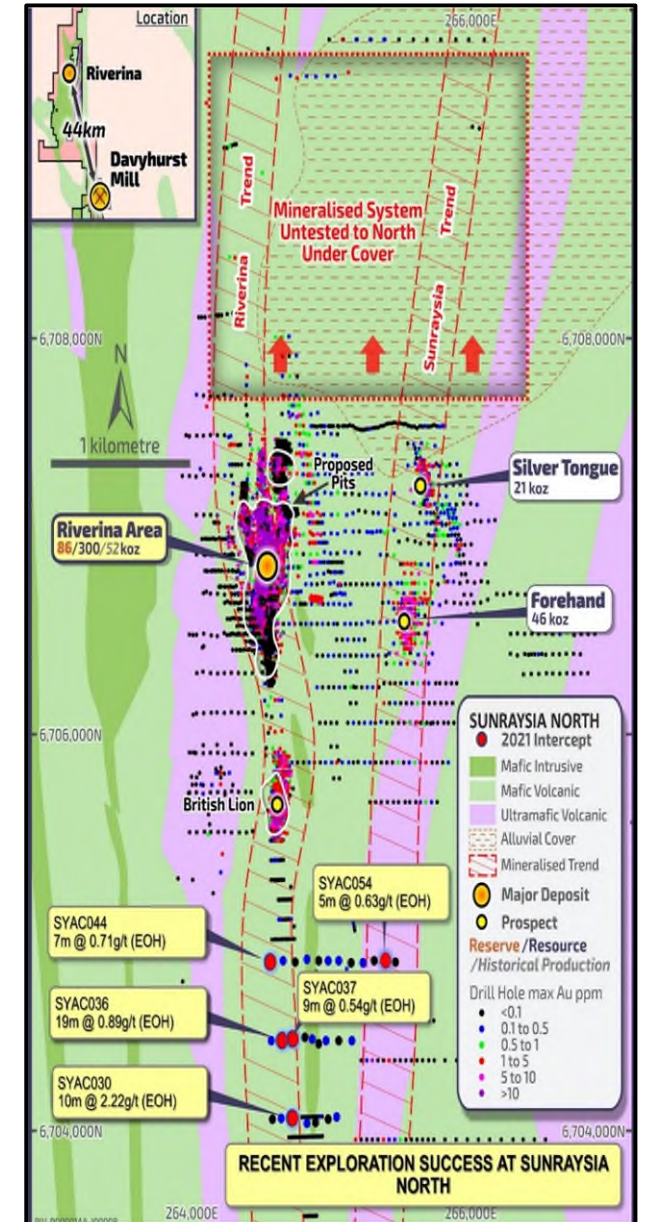 Location
266,000E
Riverina
44km
Davyhurst
Mill
Riverina
Trend
Sunraysia
Trend
Mineralised System
Untested to North
Under Cover
6,708,000N
6,708,000N
N
1 kilometre
Proposed
Pits
Silver Tongue
21 koz
Riverina Area
86/300/52koz
Forehand
46 koz
6,706,000N
British Lion
SUNRAYSIA NORTH
2021 Intercept
Mafic Intrusive
Mafic Volcanic
Ultramafic Volcanic
Alluvial Cover
Mineralised Trend
Major Deposit
Prospect
Reserve/Resource
/Historical Production
Drill Hole max Au ppm
<0.1
0.1 to 0.5
0.5 to 1
1 to 5
5 to 10
>10
SYAC054
5m @ 0.63g/t (EOH)
SYAC044
7m @ 0.71g/t (EOH)
SYAC037
9m @ 0.54g/t (EOH)
SYAC036
19m @ 0.89g/t (EOH)
SYAC030
10m @ 2.22g/t (EOH)
6,704,000N
6,704,000N
RECENT EXPLORATION SUCCESS AT SUNRAYSIA
NORTH
264,000E
266,000E